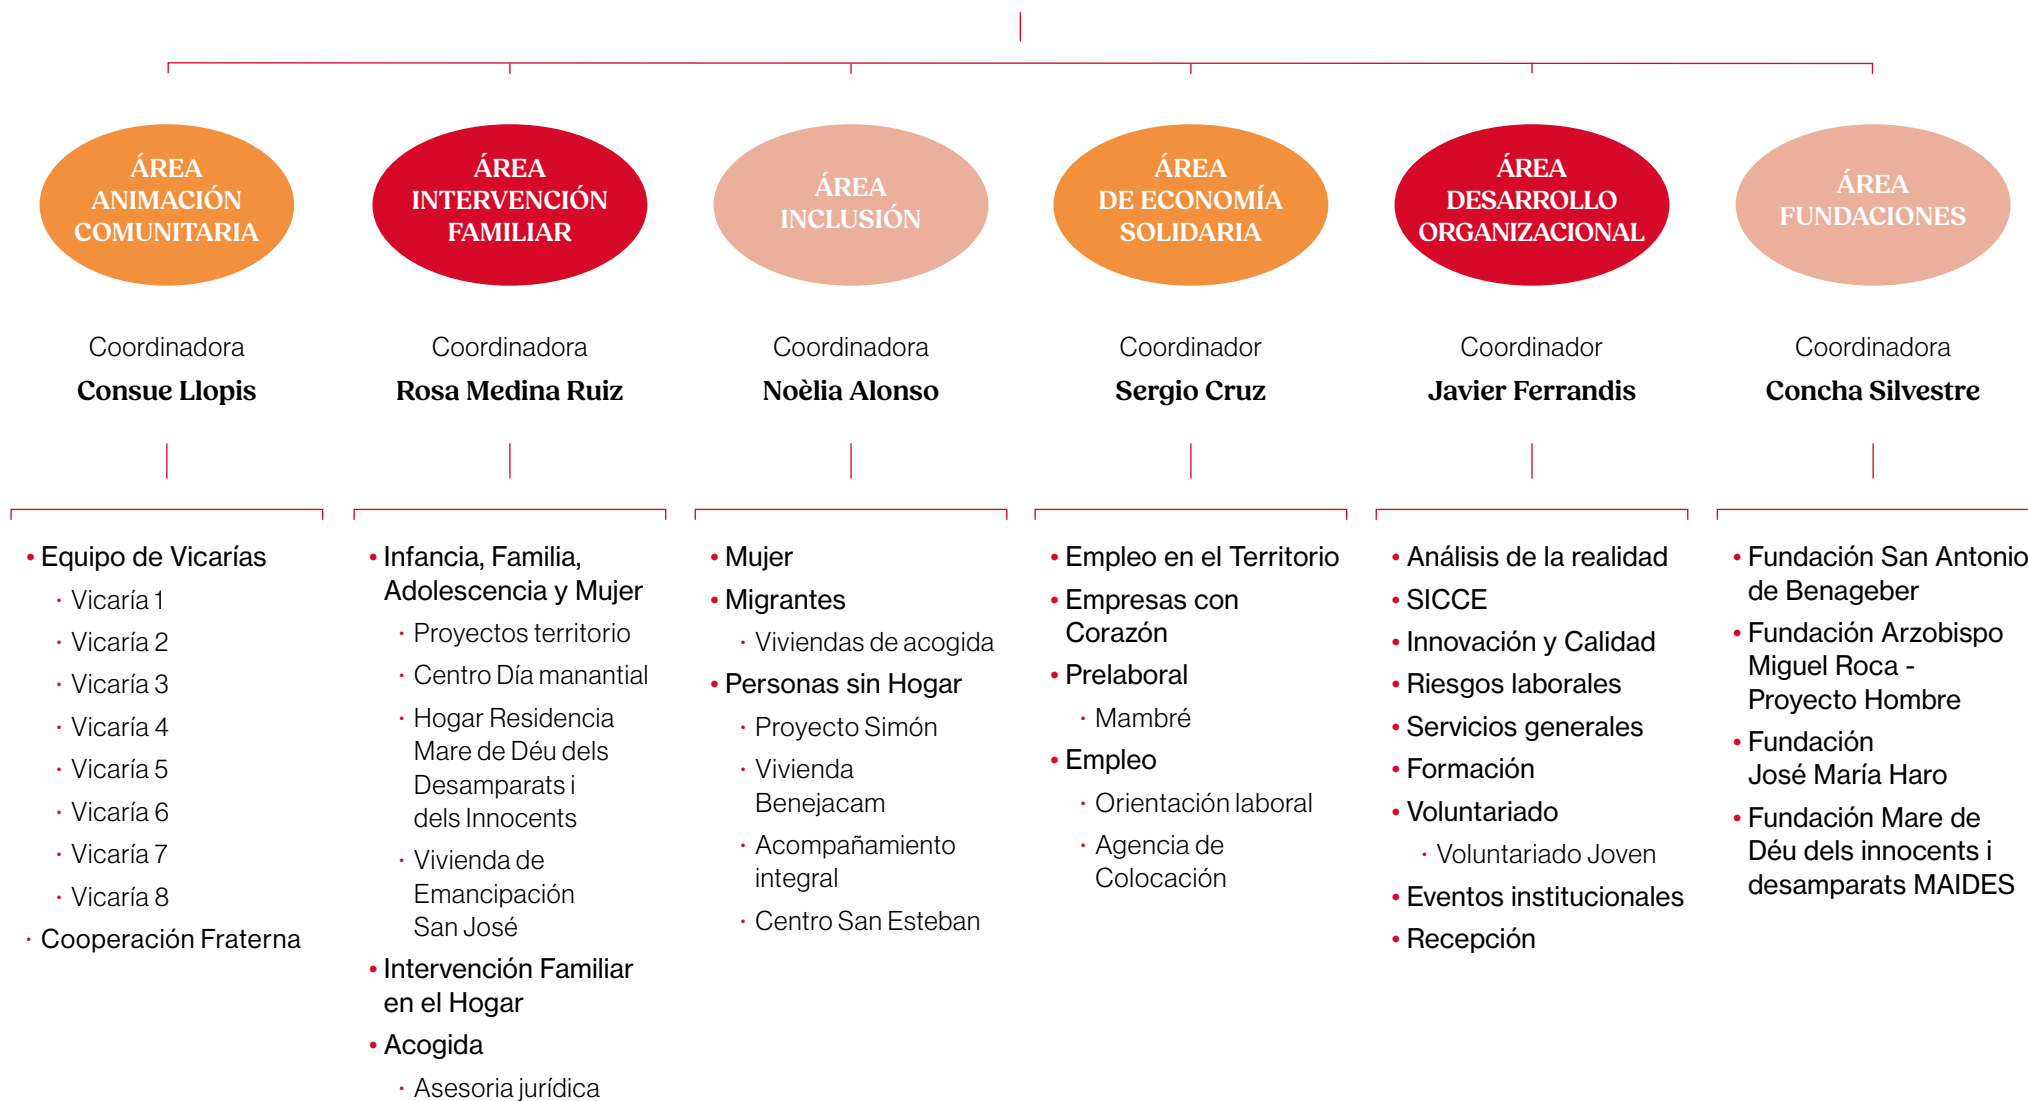 ÁREA
ANIMACIÓN
COMUNITARIA
Coordinadora
Consue Llopis
• Equipo de Vicarías
· Vicaría 1
· Vicaría 2
· Vicaría 3
· Vicaría 4
· Vicaría 5
· Vicaría 6
· Vicaría 7
· Vicaría 8
· Cooperación Fraterna
ÁREA
INTERVENCIÓN
FAMILIAR
Coordinadora
Rosa Medina Ruiz
• Infancia, Familia,
Adolescencia y Mujer
· Proyectos territorio
· Centro Día manantial
· Hogar Residencia
Mare de Déu dels
Desamparats i
dels Innocents
· Vivienda de
Emancipación
San José
• Intervención Familiar
en el Hogar
• Acogida
· Asesoria jurídica
ÁREA
INCLUSIÓN
Coordinadora
Noèlia Alonso
• Mujer
• Migrantes
· Viviendas de acogida
• Personas sin Hogar
· Proyecto Simón
· Vivienda
Benejacam
· Acompañamiento
integral
· Centro San Esteban
ÁREA
DE ECONOMÍA
SOLIDARIA
Coordinador
Sergio Cruz
• Empleo en el Territorio
• Empresas con
Corazón
• Prelaboral
· Mambré
• Empleo
· Orientación laboral
· Agencia de
Colocación
ÁREA
DESARROLLO
ORGANIZACIONAL
Coordinador
Javier Ferrandis
• Análisis de la realidad
• SICCE
• Innovación y Calidad
• Riesgos laborales
• Servicios generales
• Formación
• Voluntariado
· Voluntariado Joven
• Eventos institucionales
• Recepción
ÁREA
FUNDACIONES
Coordinadora
Concha Silvestre
• Fundación San Antonio
de Benageber
• Fundación Arzobispo
Miguel Roca -
Proyecto Hombre
• Fundación
José María Haro
• Fundación Mare de
Déu dels innocents i
desamparats MAIDES